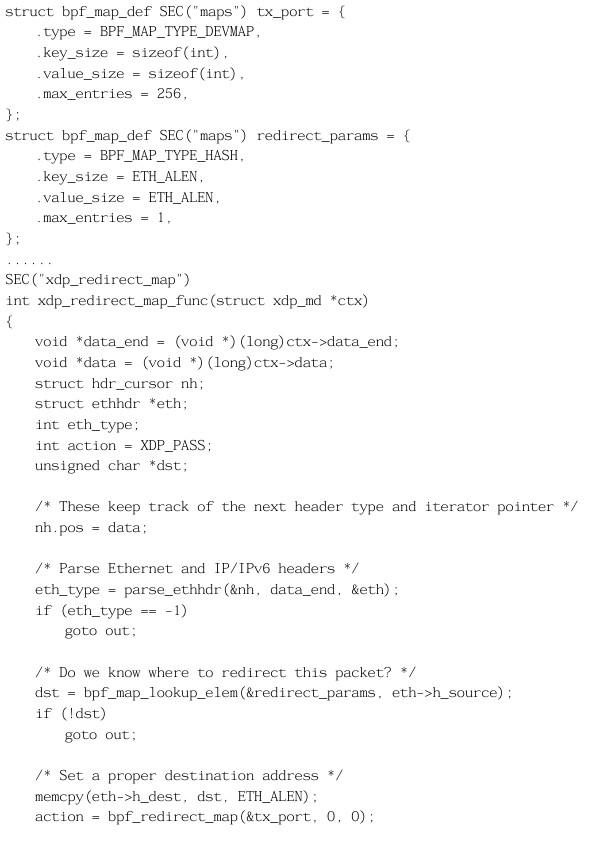 struct bpf_map_def SEC("maps") tx_port = {
    .type = BPF_MAP_TYPE_DEVMAP,
    .key_size = sizeof(int),
    .value_size = sizeof(int),
    .max_entries = 256,
};
struct bpf_map_def SEC("maps") redirect_params = {
    .type = BPF_MAP_TYPE_HASH,
    .key_size = ETH_ALEN,
    .value_size = ETH_ALEN,
    .max_entries = 1,
};
......
SEC("xdp_redirect_map")
int xdp_redirect_map_func(struct xdp_md *ctx)
{
    void *data_end = (void *)(long)ctx->data_end;
    void *data = (void *)(long)ctx->data;
    struct hdr_cursor nh;
    struct ethhdr *eth;
    int eth_type;
    int action = XDP_PASS;
    unsigned char *dst;

    /* These keep track of the next header type and iterator pointer */
    nh.pos = data;

    /* Parse Ethernet and IP/IPv6 headers */
    eth_type = parse_ethhdr(&nh, data_end, &eth);
    if (eth_type == -1)
        goto out;

    /* Do we know where to redirect this packet? */
    dst = bpf_map_lookup_elem(&redirect_params, eth->h_source);
    if (!dst)
        goto out;

    /* Set a proper destination address */
    memcpy(eth->h_dest, dst, ETH_ALEN);
    action = bpf_redirect_map(&tx_port, 0, 0);